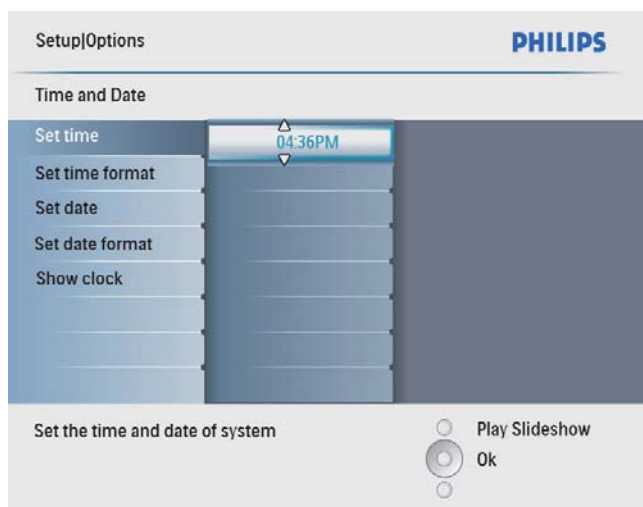 Setup|Options
PHILIPS
Time and Date
Set time
04:36PM
Set time format
Set date
Set date format
Show clock
Set the time and date of system
Play Slideshow
Ok